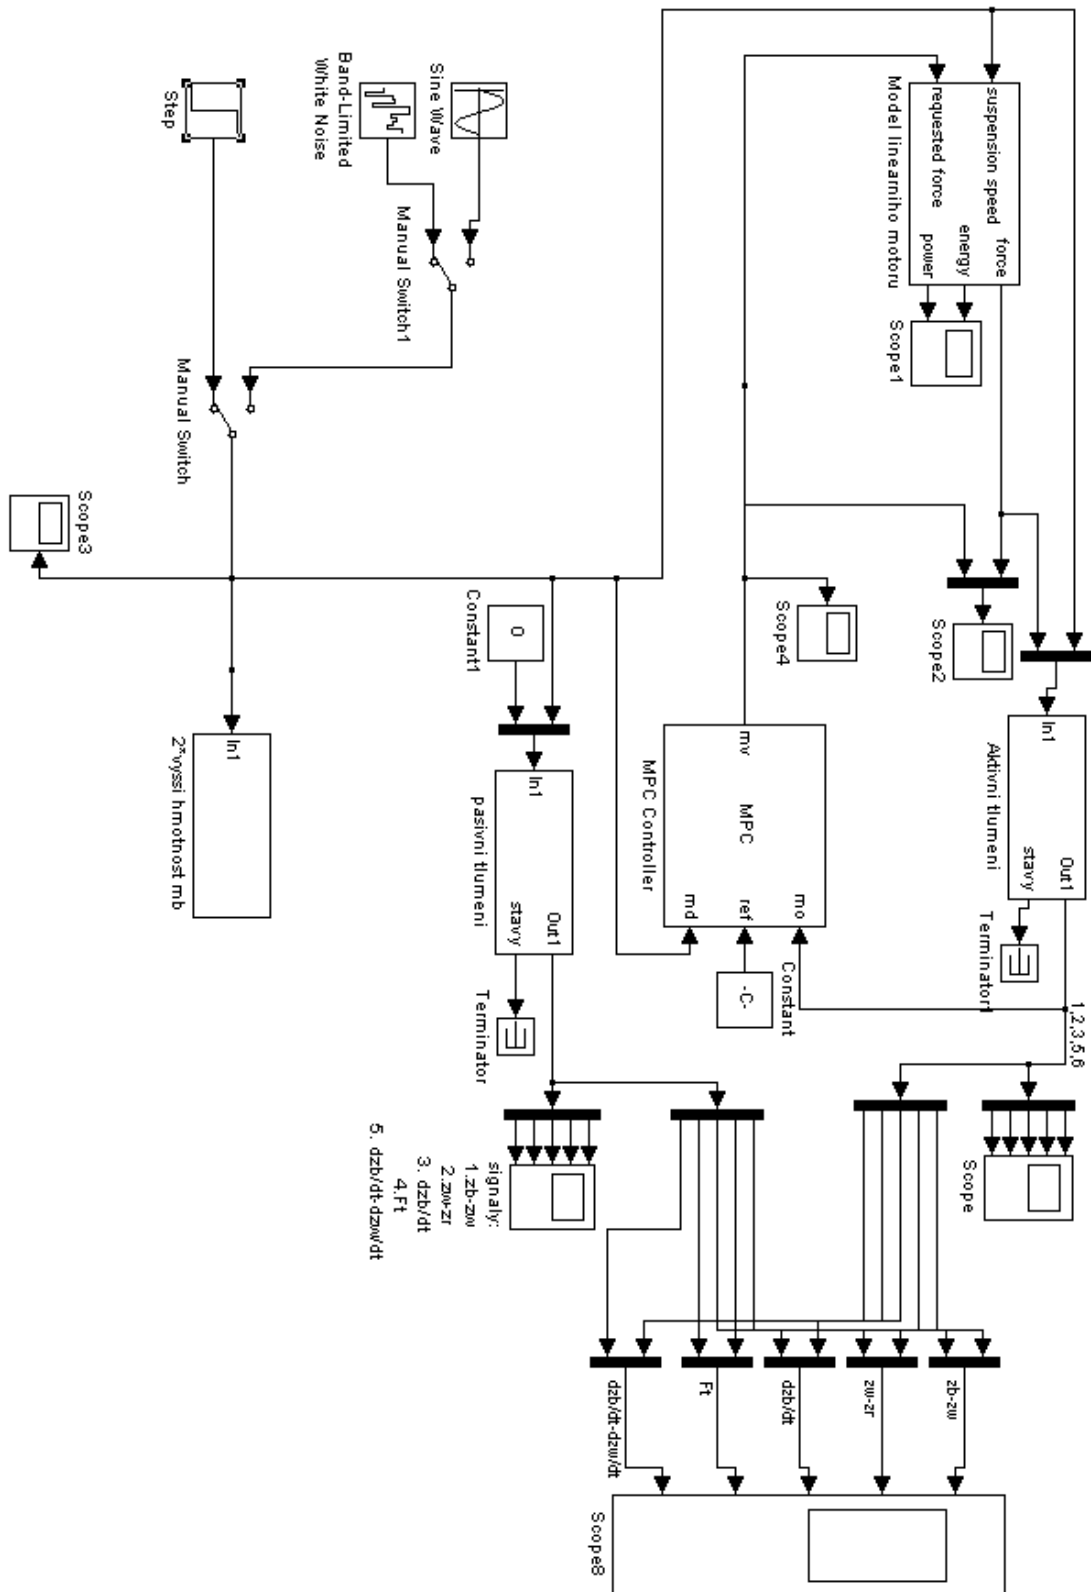 suspension speed
requested force
force
energy
power
Model linearniho motoru
Scope1
Sine Wave
Band-Limited
White Noise
Manual Switch1
Step
Manual Switch
Scope3
Scope2
Scope4
In1
Out1
stavy
Aktivni tlumeni
Terminator1
1,2,3,5,6
Scope
mv
MPC
mo
ref
md
MPC Controller
-C-
Constant
0
Constant1
In1
Out1
stavy
pasivni tlumeni
Terminator
In1
2*vyssi hmotnost mb
signaly:
1.zb-zw
2.zw-zr
3. dzb/dt
4.Ft
5. dzb/dt-dzw/dt
zb-zw
zw-zr
dzb/dt
Ft
dzb/dt-dzw/dt
Scope8